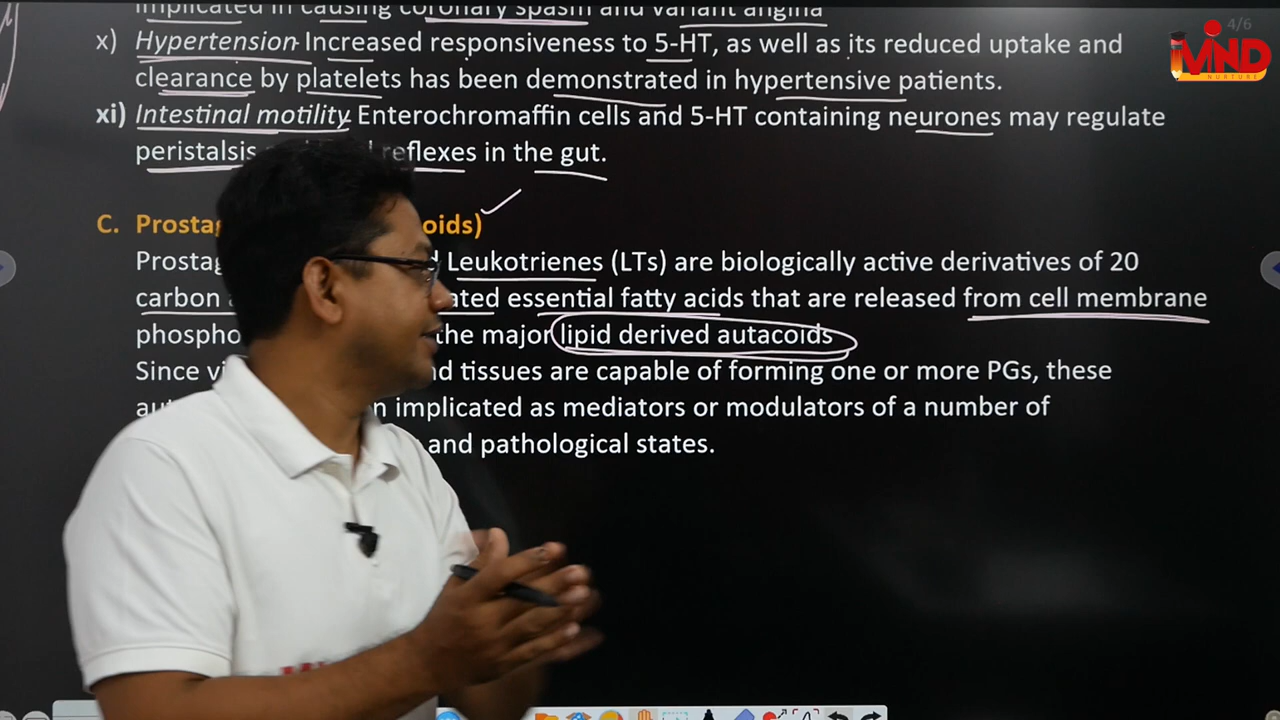 implicated in causing coronary spasm and variant angina
4/6
MIND
NURTURE
x) Hypertension Increased responsiveness to 5-HT, as well as its reduced uptake and
clearance by platelets has been demonstrated in hypertensive patients.
xi) Intestinal motility Enterochromaffin cells and 5-HT containing neurones may regulate
peristalsis reflexes in the gut.
C. Prosta oids)
Prostag Leukotrienes (LTs) are biologically active derivatives of 20
carbon ated essential fatty acids that are released from cell membrane
phospho the major lipid derived autacoids
Since vi d tissues are capable of forming one or more PGs, these
au n implicated as mediators or modulators of a number of
and pathological states.